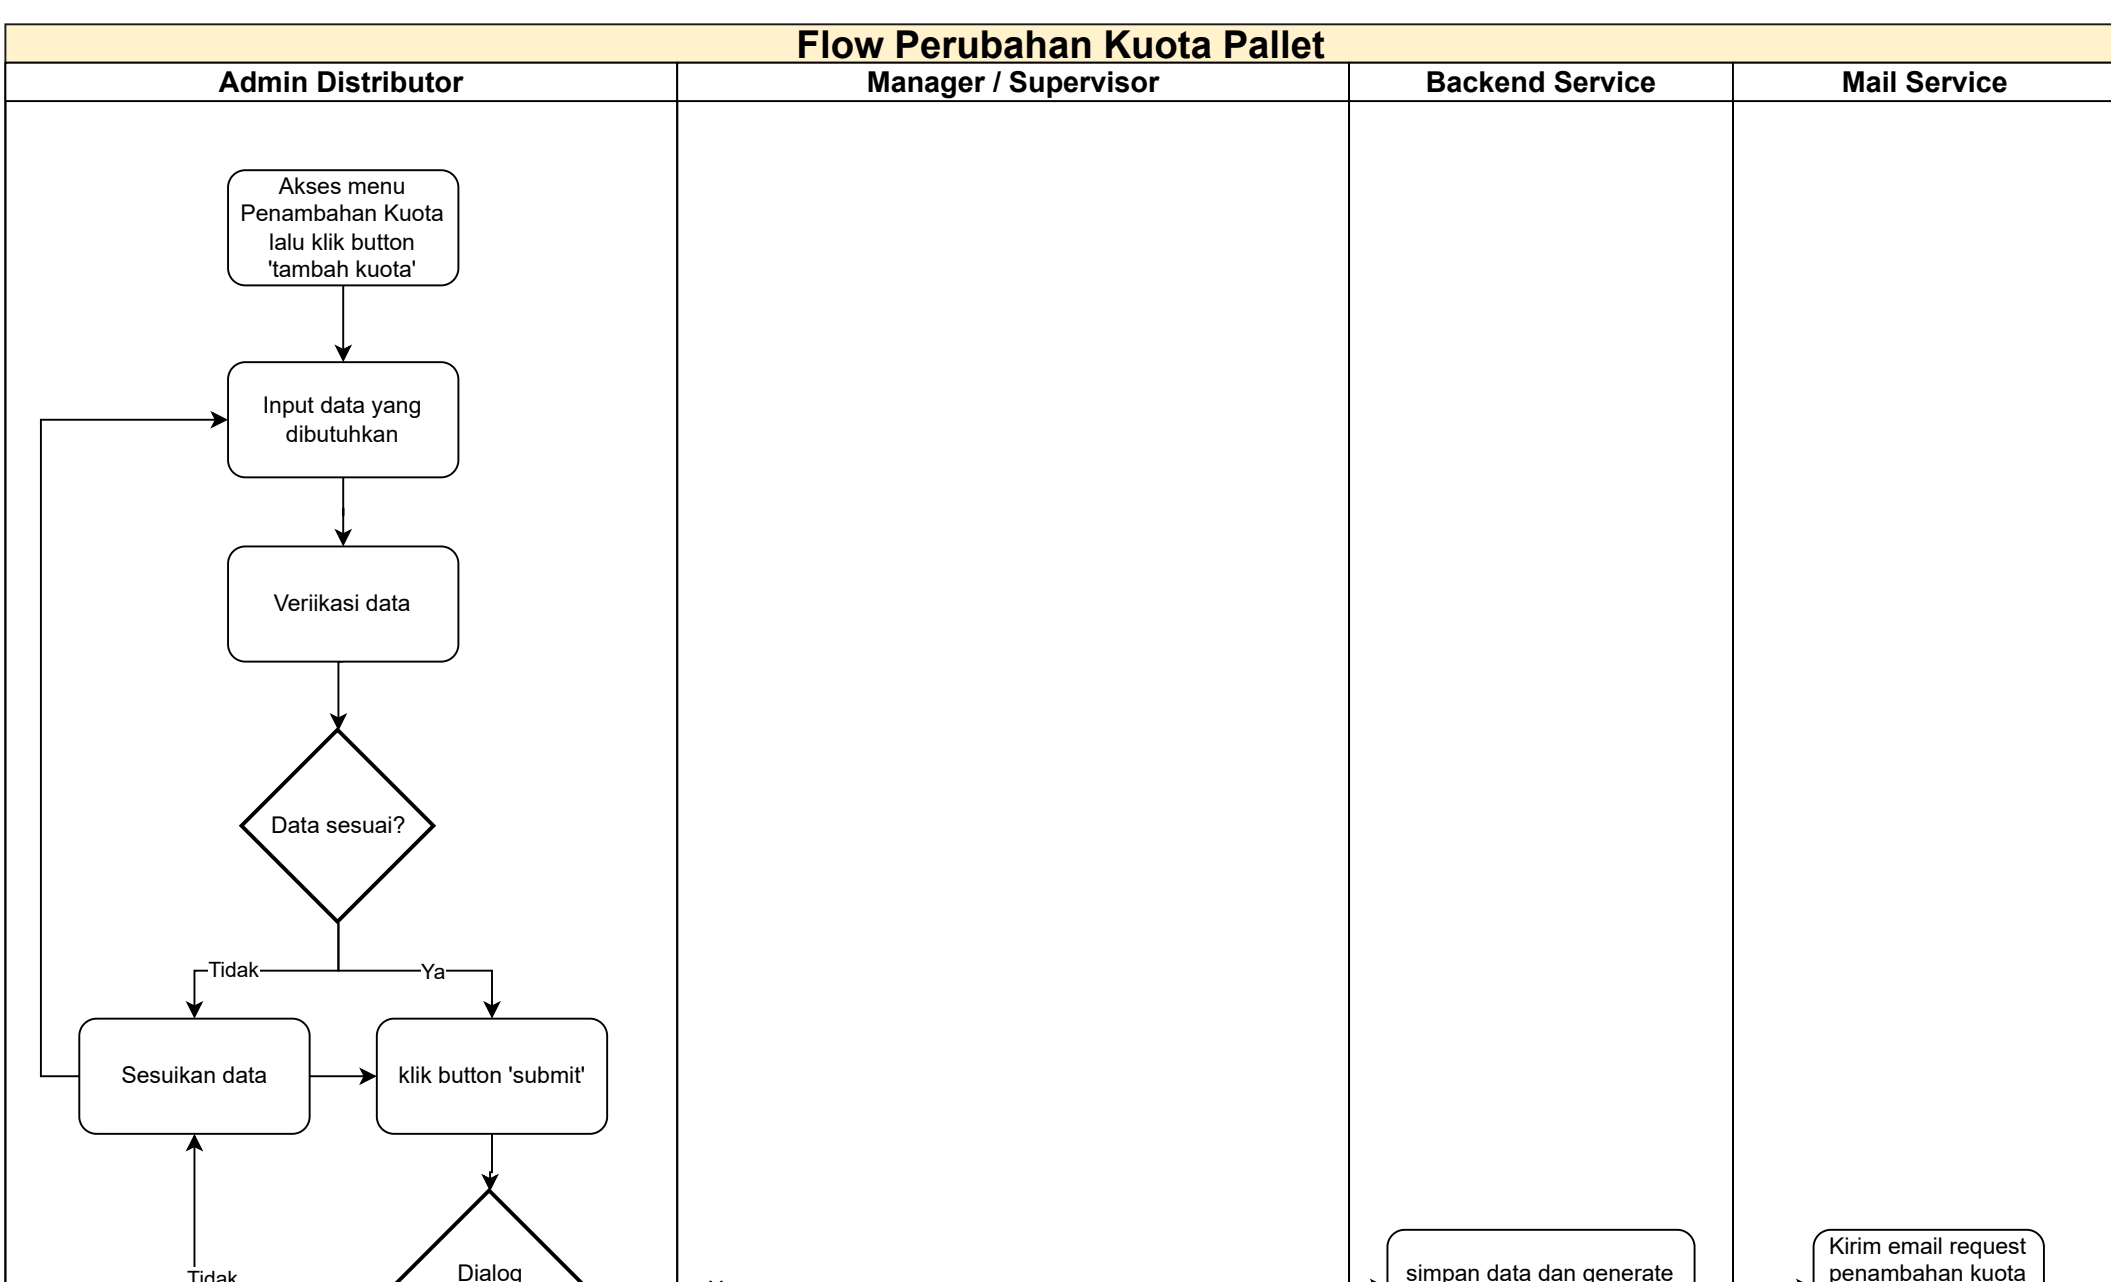 Flow Perubahan Kuota Pallet
Admin Distributor
Manager / Supervisor
Backend Service
Mail Service
Akses menu
Penambahan Kuota
lalu klik button
'tambah kuota'
Input data yang
dibutuhkan
Veriikasi data
Data sesuai?
Tidak
Ya
Sesuikan data
klik button 'submit'
Tidak
Dialog
simpan data dan generate
Kirim email request
penambahan kuota